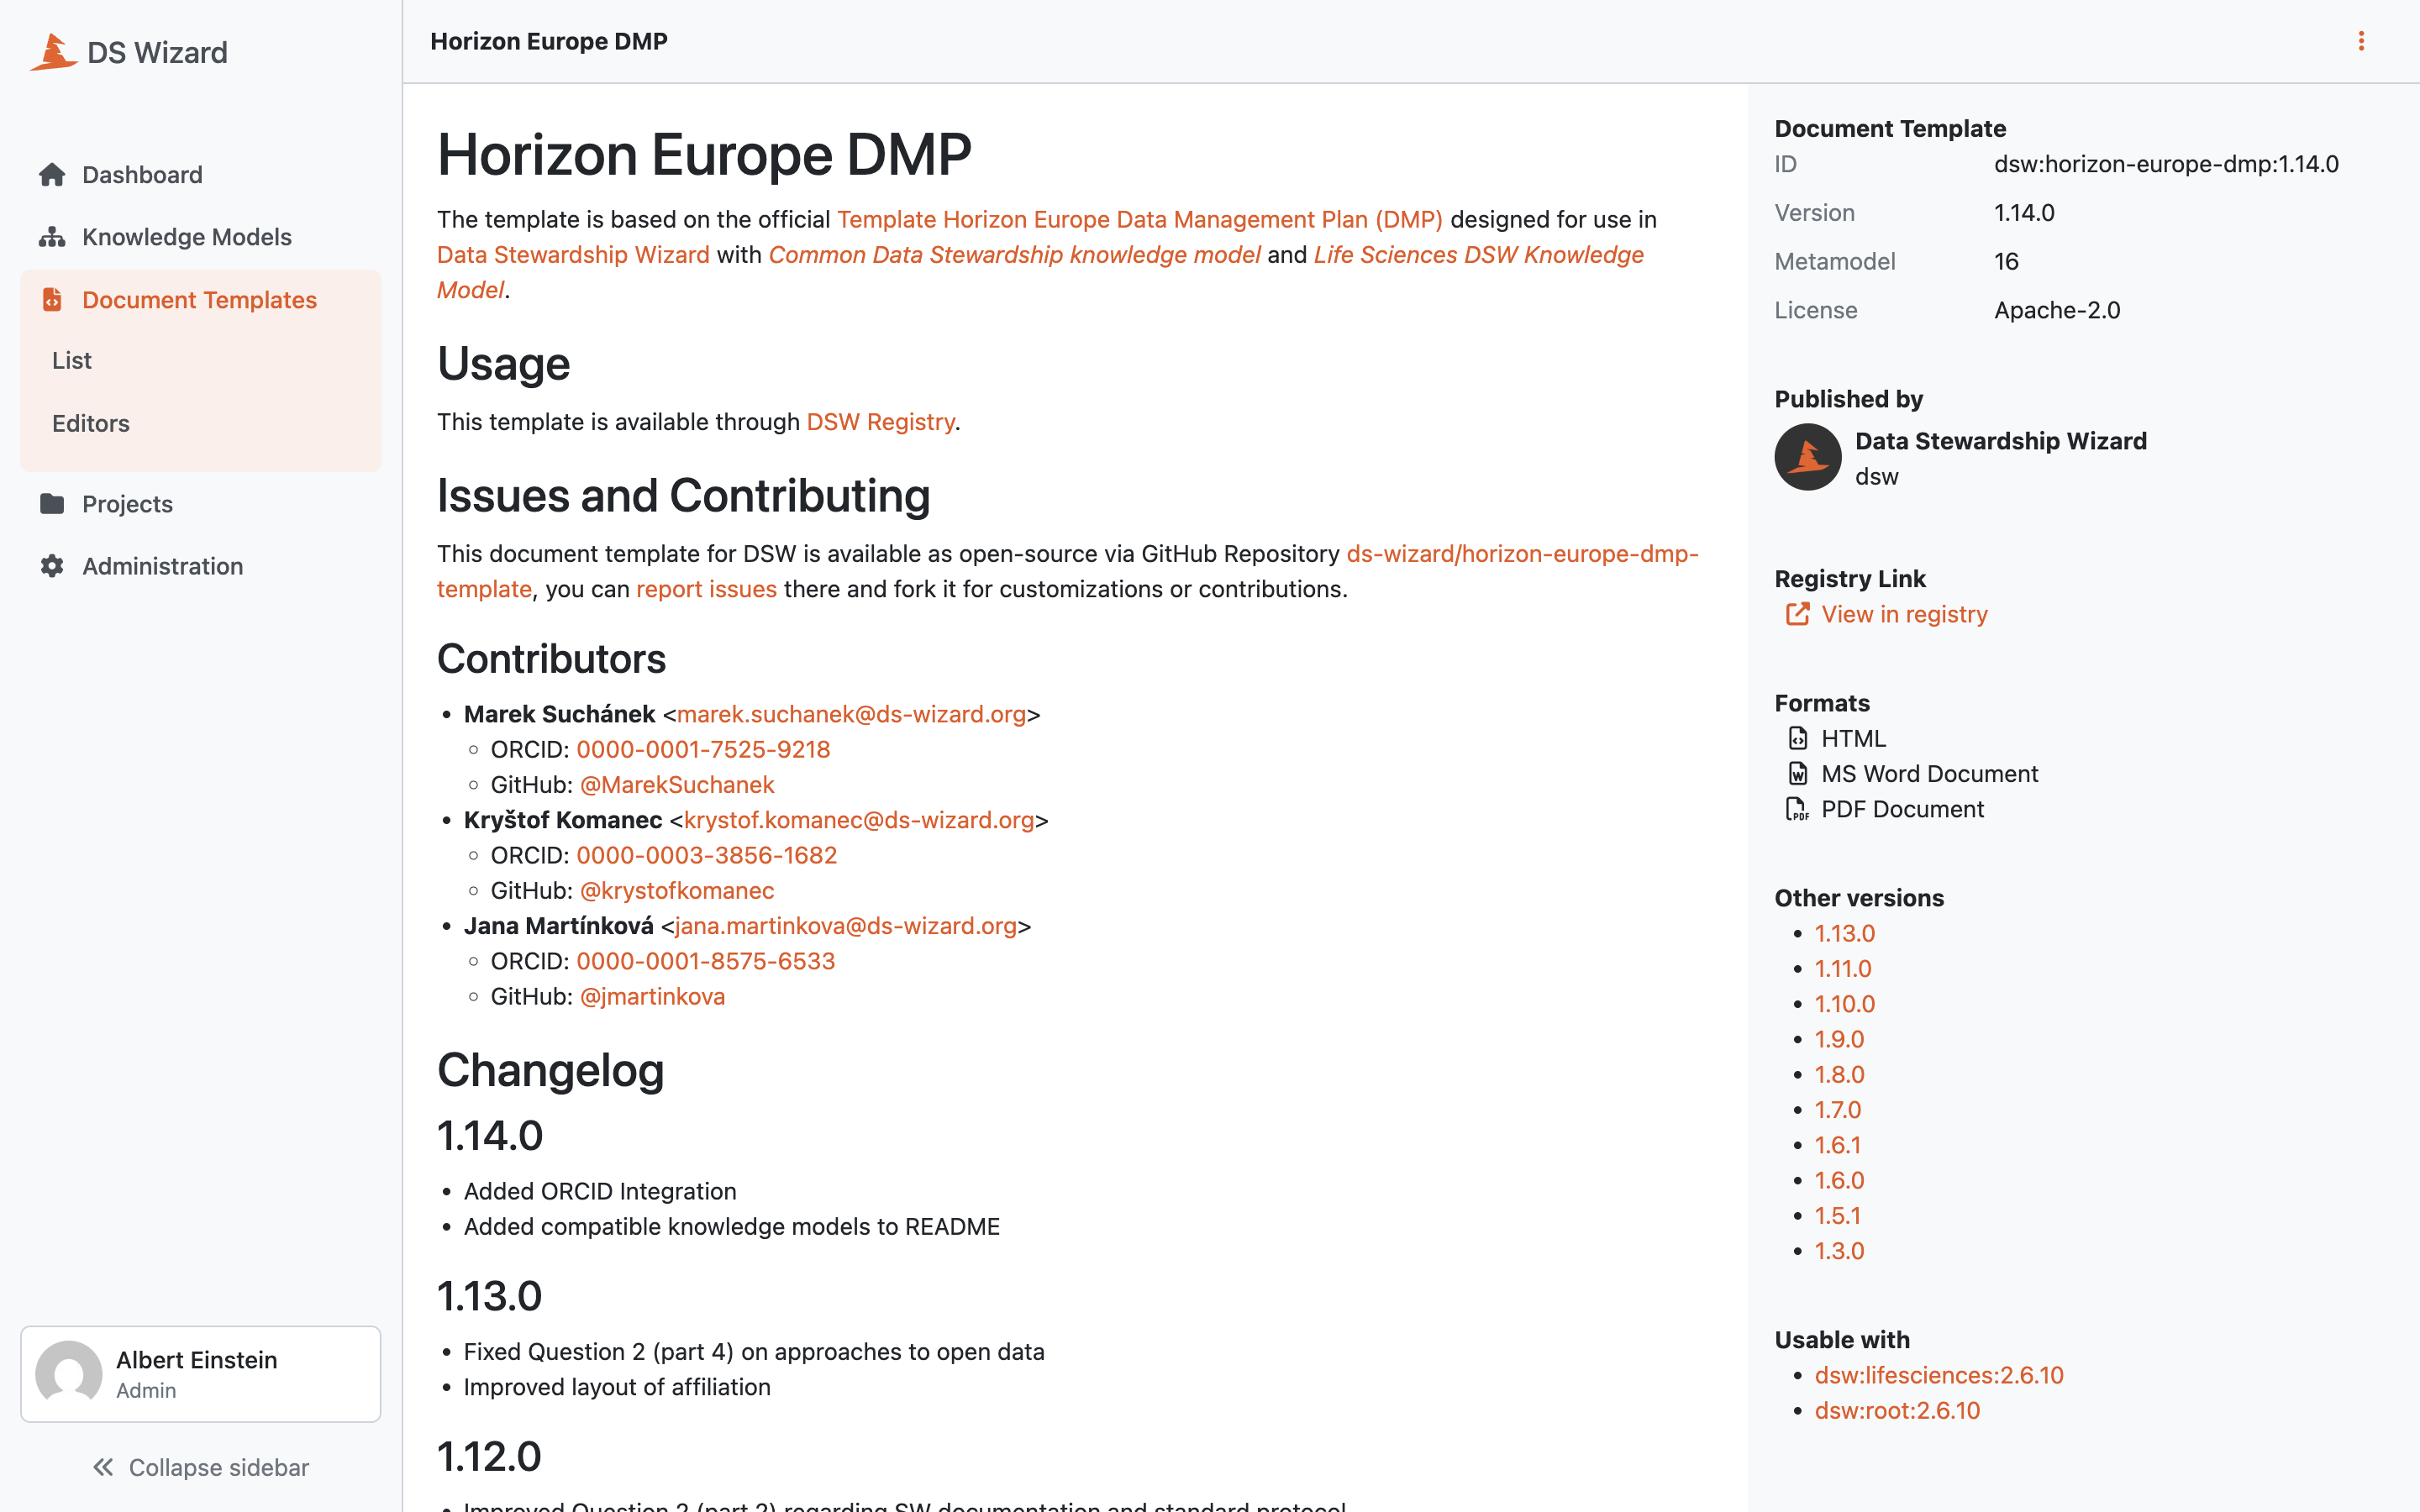 DS Wizard
Dashboard
Knowledge Models
Document Templates
List
Editors
Projects
Administration
Albert Einstein
Admin
Collapse sidebar
Horizon Europe DMP
Horizon Europe DMP
The template is based on the official Template Horizon Europe Data Management Plan (DMP) designed for use in
Data Stewardship Wizard with Common Data Stewardship knowledge model and Life Sciences DSW Knowledge
Model.
Usage
This template is available through DSW Registry.
Issues and Contributing
This document template for DSW is available as open-source via GitHub Repository ds-wizard/horizon-europe-dmp-
template, you can report issues there and fork it for customizations or contributions.
Contributors
• Marek Suchánek <marek.suchanek@ds-wizard.org>
◦ ORCID: 0000-0001-7525-9218
◦ GitHub: @MarekSuchanek
• Kryštof Komanec <krystof.komanec@ds-wizard.org>
◦ ORCID: 0000-0003-3856-1682
◦ GitHub: @krystofkomanec
• Jana Martínková <jana.martinkova@ds-wizard.org>
◦ ORCID: 0000-0001-8575-6533
◦ GitHub: @jmartinkova
Changelog
1.14.0
• Added ORCID Integration
• Added compatible knowledge models to README
1.13.0
• Fixed Question 2 (part 4) on approaches to open data
• Improved layout of affiliation
1.12.0
• Improved Question 2 (part 2) regarding SW documentation and standard protocol
Document Template
ID dsw:horizon-europe-dmp:1.14.0
Version 1.14.0
Metamodel 16
License Apache-2.0
Published by
Data Stewardship Wizard
dsw
Registry Link
View in registry
Formats
HTML
MS Word Document
PDF Document
Other versions
• 1.13.0
• 1.11.0
• 1.10.0
• 1.9.0
• 1.8.0
• 1.7.0
• 1.6.1
• 1.6.0
• 1.5.1
• 1.3.0
Usable with
• dsw:lifesciences:2.6.10
• dsw:root:2.6.10